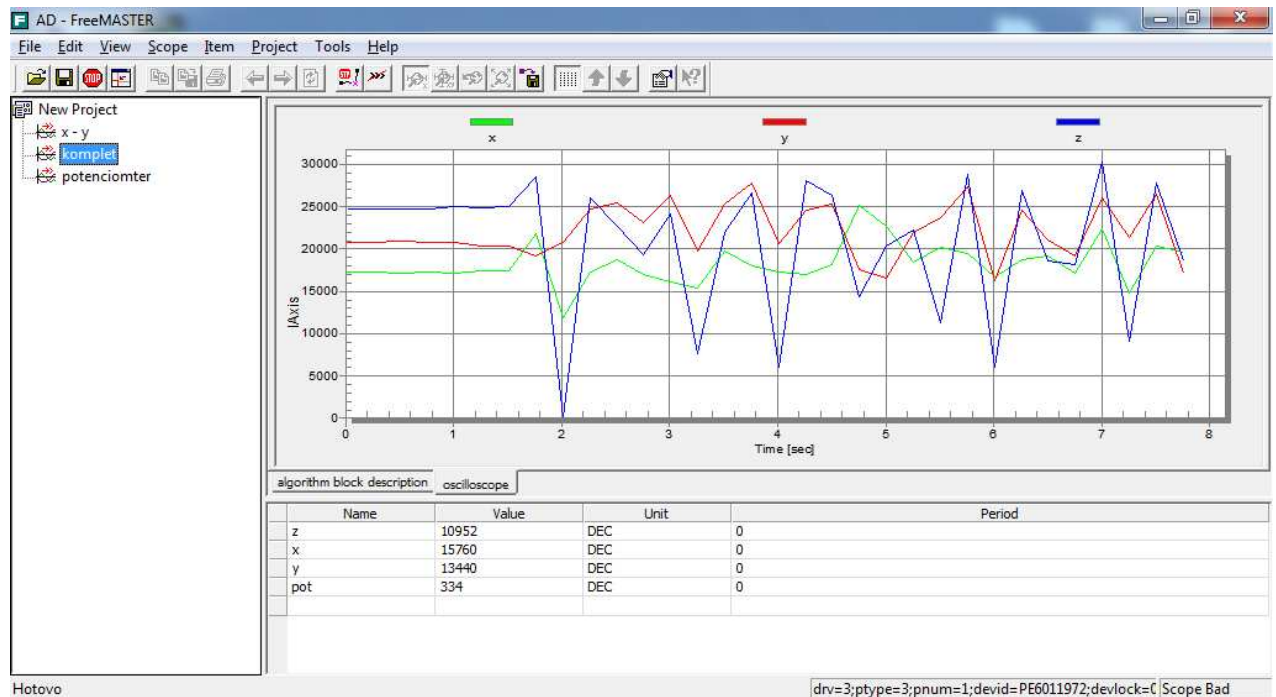 AD - FreeMASTER
File Edit View Scope Item Project Tools Help
STOP
New Project
x - y
komplet
potenciomter
x y z
30000
25000
20000
15000
10000
5000
0
IAxis
0 1 2 3 4 5 6 7 8
Time [sec]
algorithm block description oscilloscope
Name Value Unit Period
z 10952 DEC 0
x 15760 DEC 0
y 13440 DEC 0
pot 334 DEC 0
Hotovo drv=3;ptype=3;pnum=1;devid=PE6011972;devlock=0 Scope Bad